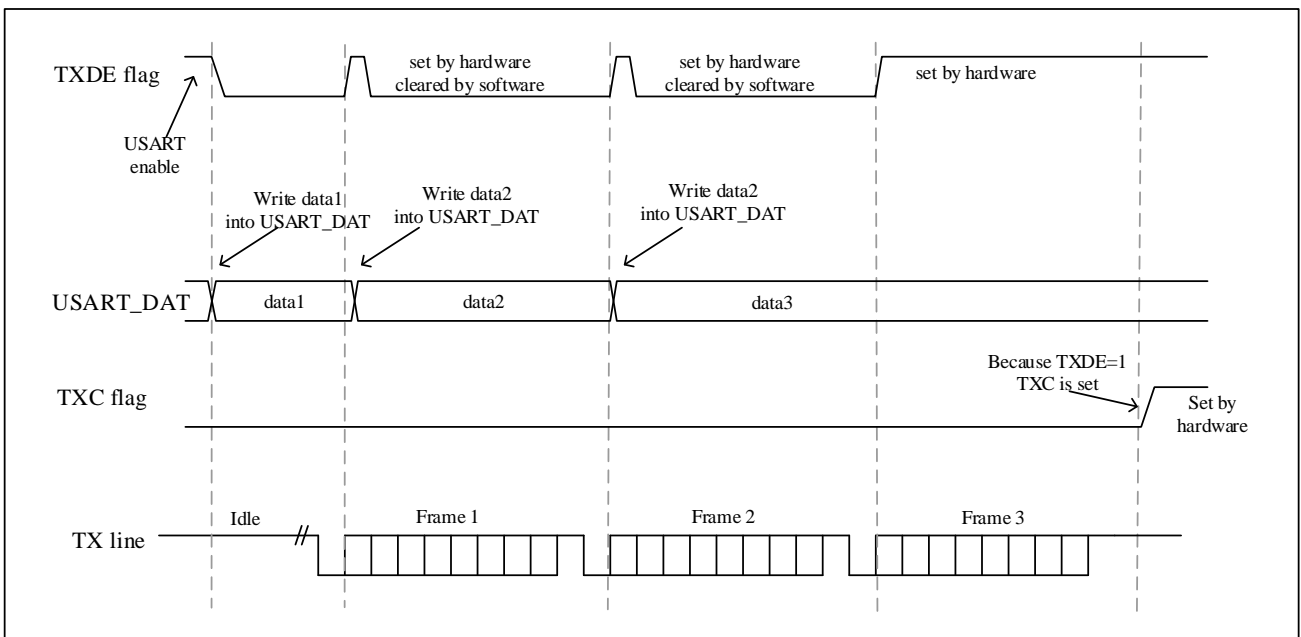 TXDE flag
set by hardware
cleared by software
set by hardware
cleared by software
set by hardware
USART
enable
Write data1
into USART_DAT
Write data2
into USART_DAT
Write data2
into USART_DAT
USART_DAT
data1
data2
data3
TXC flag
Because TXDE=1
TXC is set
Set by
hardware
TX line
Idle
Frame 1
Frame 2
Frame 3